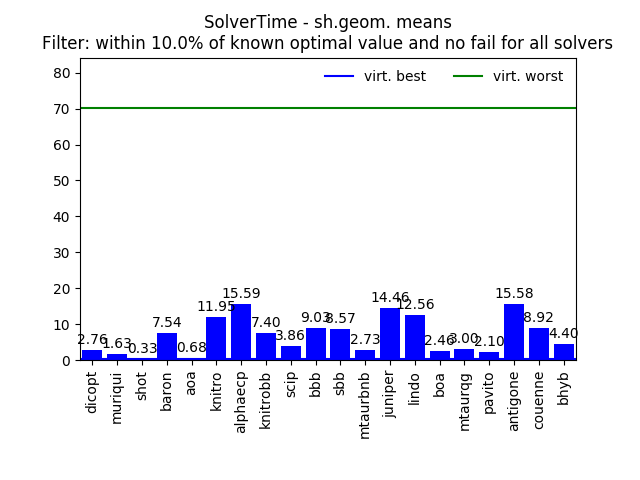 SolverTime - sh.geom. means
Filter: within 10.0% of known optimal value and no fail for all solvers
virt. best
virt. worst
80
70
60
50
40
30
20
10
0
2.76
1.63
0.33
7.54
0.68
11.95
15.59
7.40
3.86
9.03
8.57
2.73
14.46
12.56
2.46
3.00
2.10
15.58
8.92
4.40
dicopt
muriqui
shot
baron
aoa
knitro
alphaecp
knitrobb
scip
bbb
sbb
mtaurbnb
juniper
lindo
boa
mtaurqg
pavito
antigone
couenne
bhyb